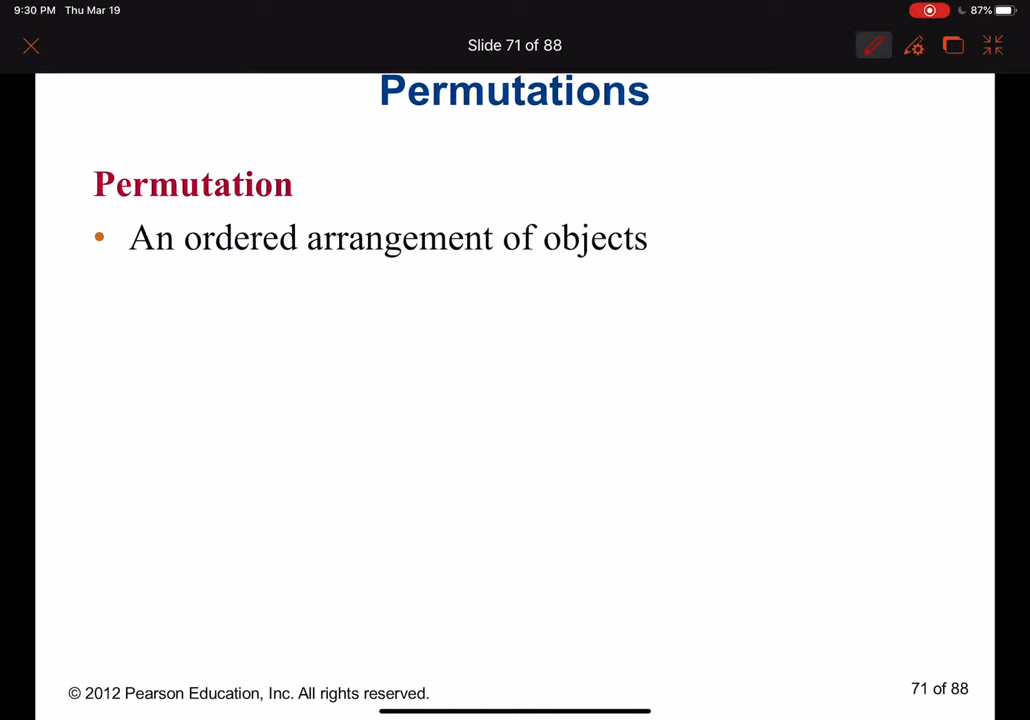 9:30 PM Thu Mar 19
87%
Slide 71 of 88
Permutations
Permutation
• An ordered arrangement of objects
© 2012 Pearson Education, Inc. All rights reserved.
71 of 88